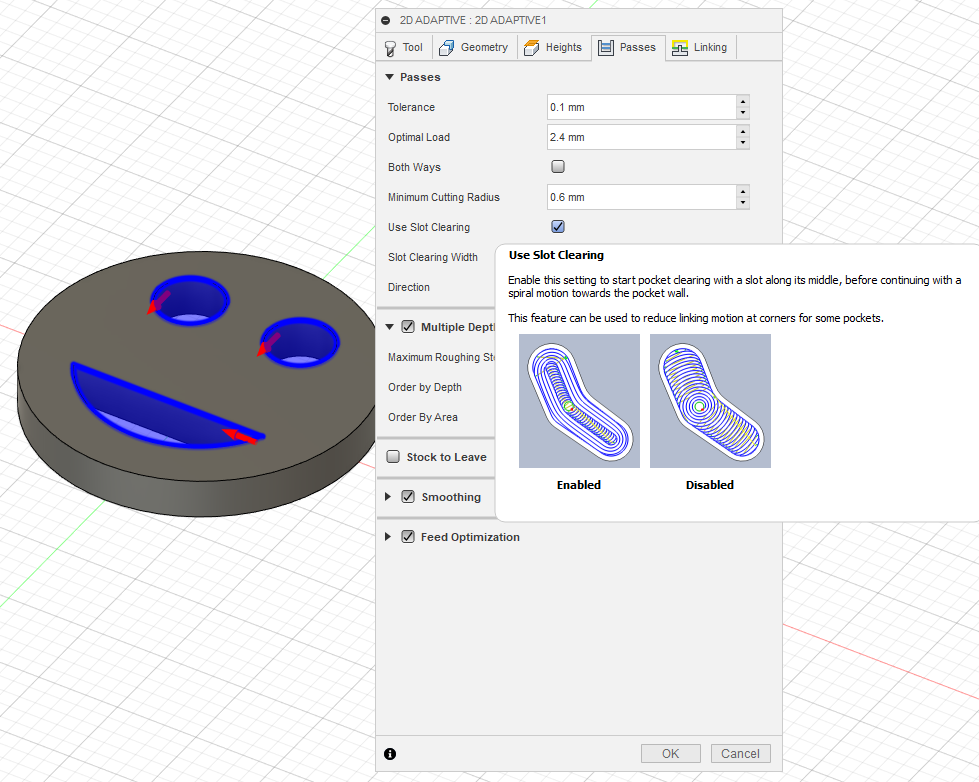 2D ADAPTIVE : 2D ADAPTIVE1
Tool Geometry Heights Passes Linking
Passes
Tolerance 0.1 mm
Optimal Load 2.4 mm
Both Ways
Minimum Cutting Radius 0.6 mm
Use Slot Clearing
Slot Clearing Width
Direction
Multiple Dept
Maximum Roughing St
Order by Depth
Order By Area
Stock to Leave
Smoothing
Feed Optimization
Use Slot Clearing
Enable this setting to start pocket clearing with a slot along its middle, before continuing with a
spiral motion towards the pocket wall.
This feature can be used to reduce linking motion at corners for some pockets.
Enabled Disabled
OK Cancel